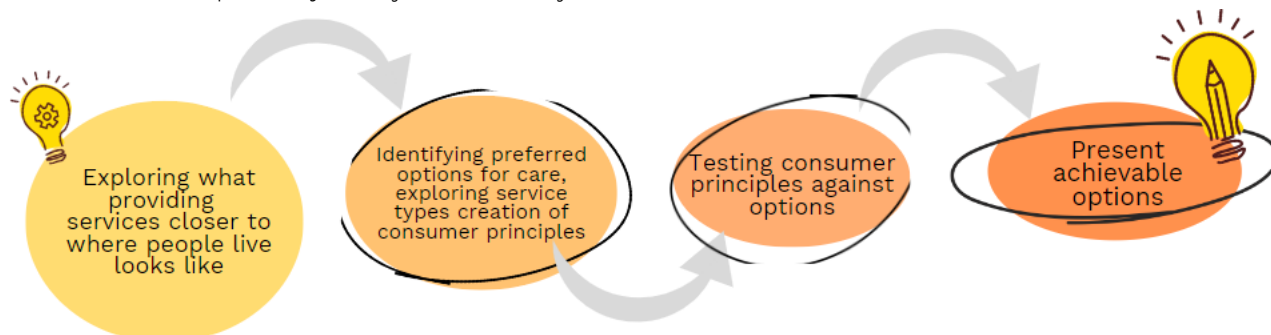 Exploring what
providing
services closer to
where people live
looks like
Identifying preferred
options for care,
exploring service
types creation of
consumer principles
Testing consumer
principles against
options
Present
achievable
options